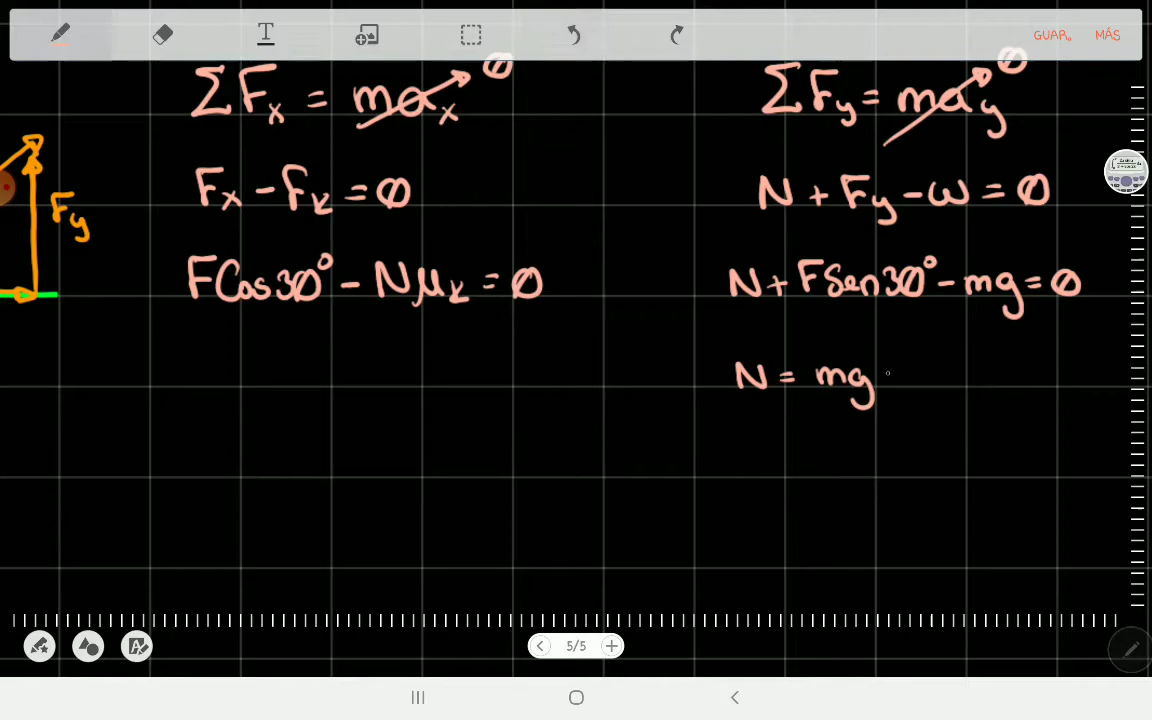 GUAR. MÁS
ΣFx = max → 0
ΣFy = may → 0
Fy
Fx - Fk = 0
N + Fy - ω = 0
FCos30° - Nμk = 0
N + FSen30° - mg = 0
N = mg
5/5